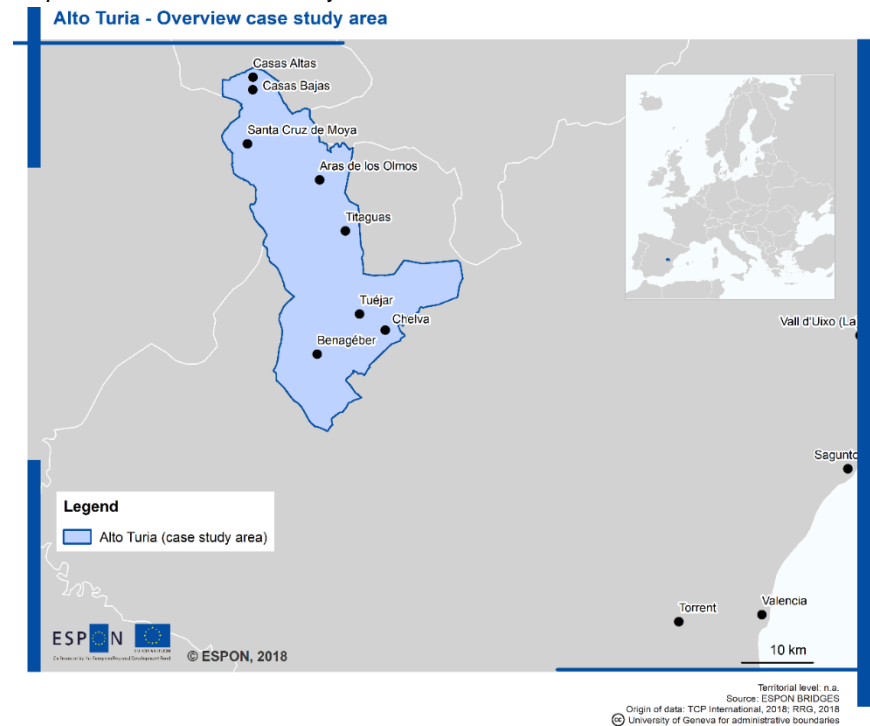 Alto Turia - Overview case study area
Casas Altas
Casas Bajas
Santa Cruz de Moya
Aras de los Olmos
Titaguas
Tuéjar
Chelva
Benagéber
Vall d'Uixo (La
Sagunto
Legend
Alto Turia (case study area)
Torrent
Valencia
10 km
ESPON
© ESPON, 2018
Territorial level: n.a.
Source: ESPON BRIDGES
Origin of data: TCP International, 2018; RRG, 2018
cc University of Geneva for administrative boundaries